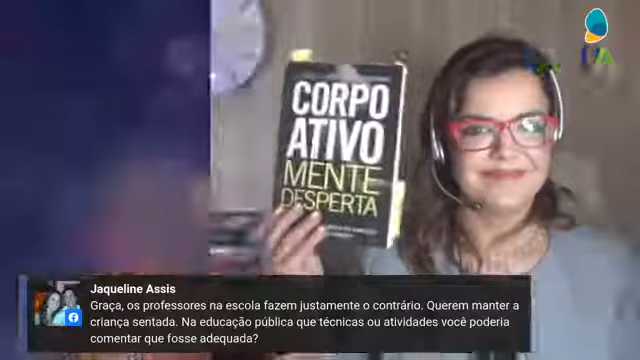 CORPO
ATIVO
MENTE
DESPERTA
Jaqueline Assis
Graça, os professores na escola fazem justamente o contrário. Querem manter a
criança sentada. Na educação pública que técnicas ou atividades você poderia
comentar que fosse adequada?